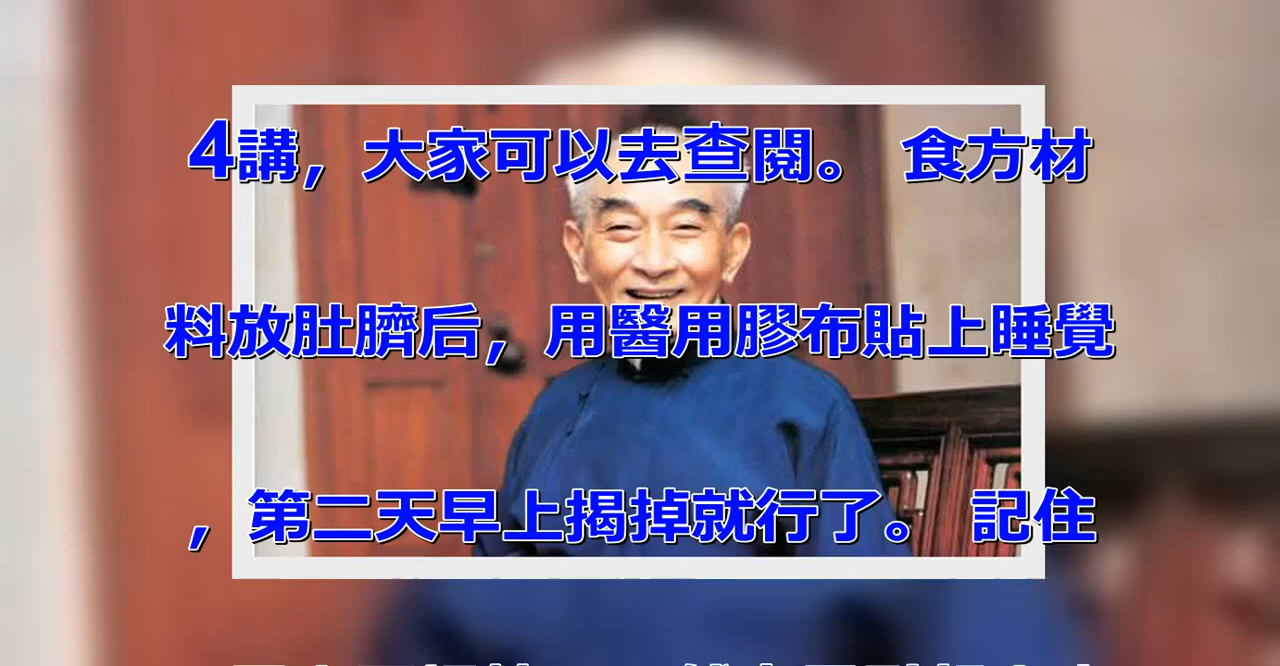 4講，大家可以去查閱。 食方材
料放肚臍后，用醫用膠布貼上睡覺
，第二天早上揭掉就行了。 記住